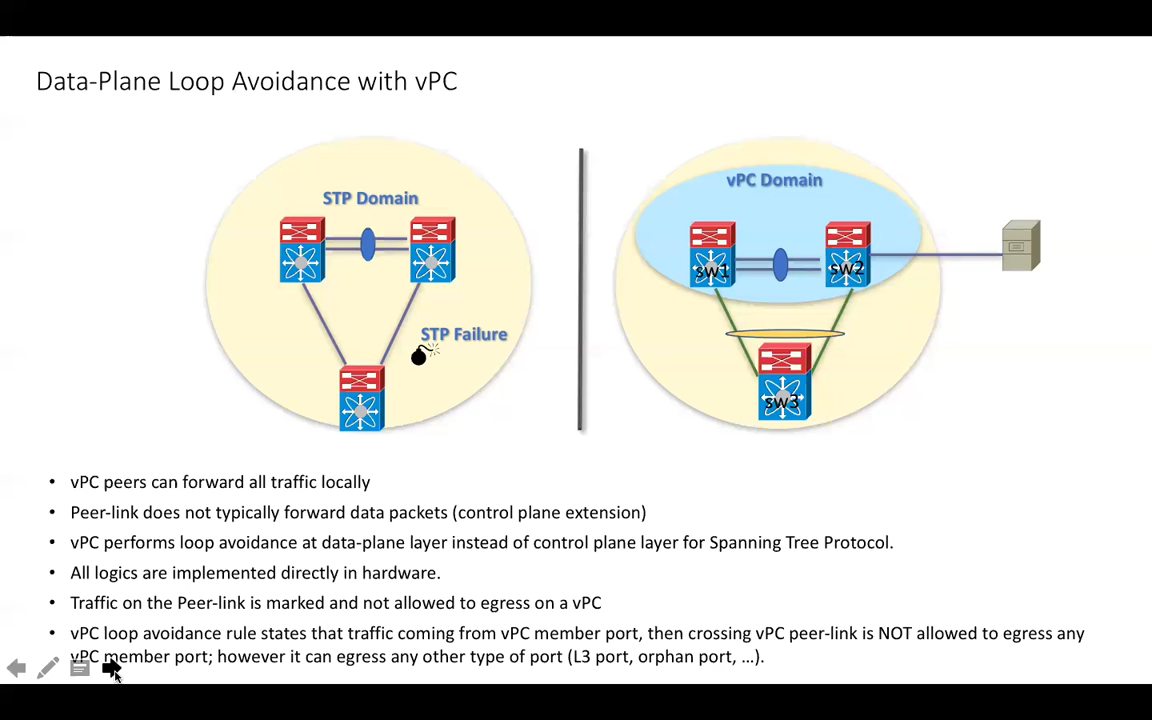 Data-Plane Loop Avoidance with vPC
STP Domain
STP Failure
vPC Domain
sw1
sw2
sw3
• vPC peers can forward all traffic locally
• Peer-link does not typically forward data packets (control plane extension)
• vPC performs loop avoidance at data-plane layer instead of control plane layer for Spanning Tree Protocol.
• All logics are implemented directly in hardware.
• Traffic on the Peer-link is marked and not allowed to egress on a vPC
• vPC loop avoidance rule states that traffic coming from vPC member port, then crossing vPC peer-link is NOT allowed to egress any
vPC member port; however it can egress any other type of port (L3 port, orphan port, …).